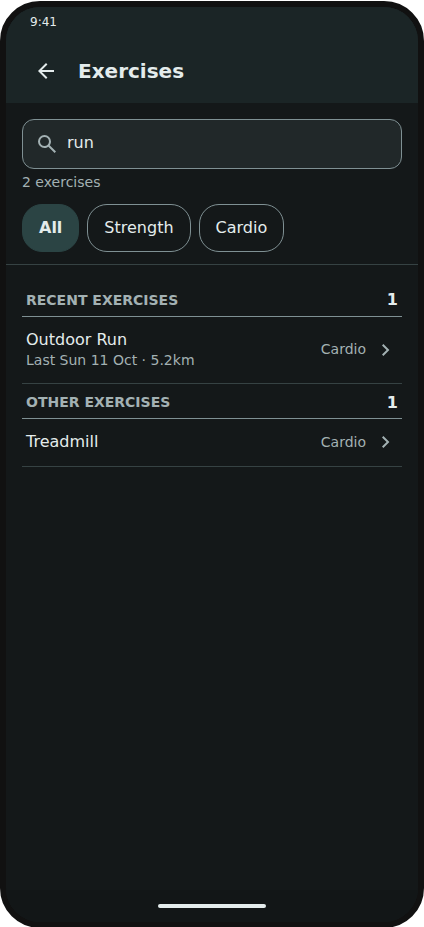 9:41
Exercises
run
2 exercises
All Strength Cardio
RECENT EXERCISES 1
Outdoor Run
Last Sun 11 Oct · 5.2km
Cardio
OTHER EXERCISES 1
Treadmill Cardio